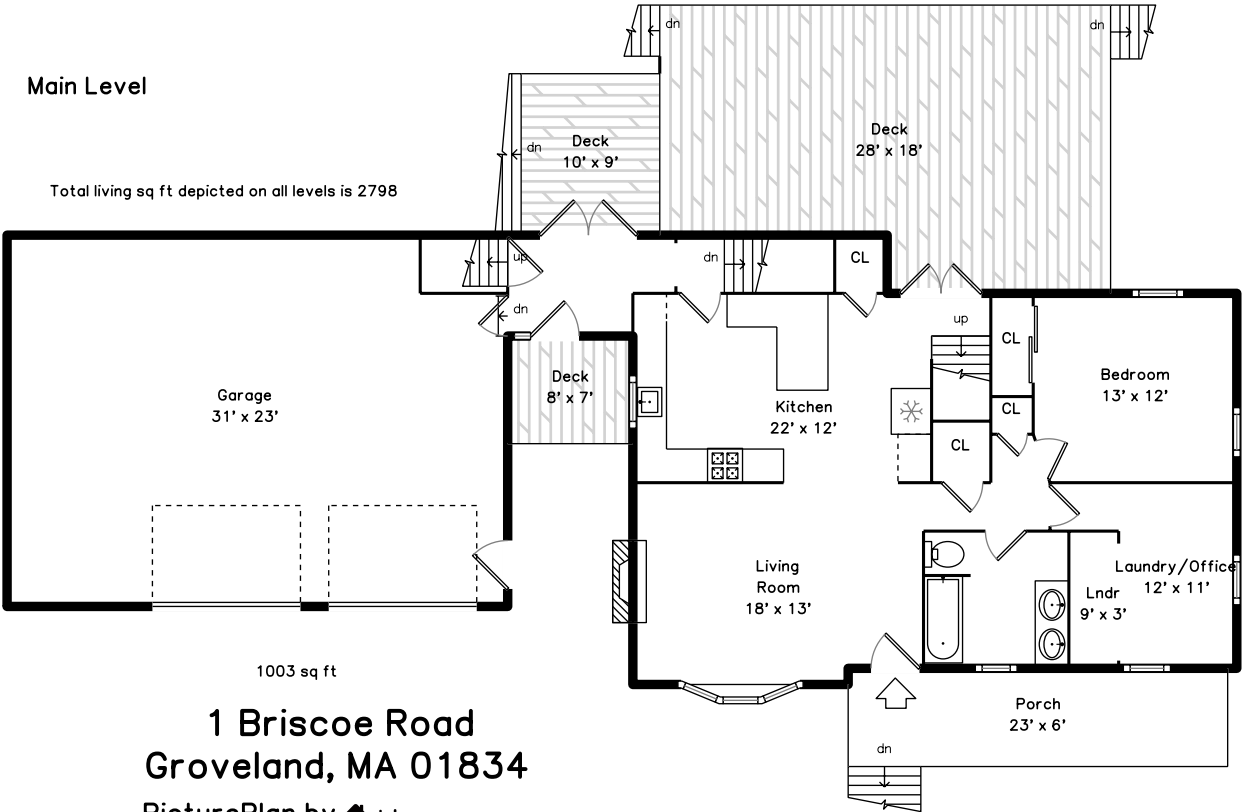 Main Level
Total living sq ft depicted on all levels is 2798
dn
dn
Deck
28' x 18'
Deck
10' x 9'
dn
up
dn
CL
dn
up
CL
Bedroom
13' x 12'
Deck
8' x 7'
Garage
31' x 23'
Kitchen
22' x 12'
CL
CL
Living
Room
18' x 13'
Laundry/Office
12' x 11'
Lndr
9' x 3'
1003 sq ft
Porch
23' x 6'
dn
1 Briscoe Road
Groveland, MA 01834
PicturePlan by